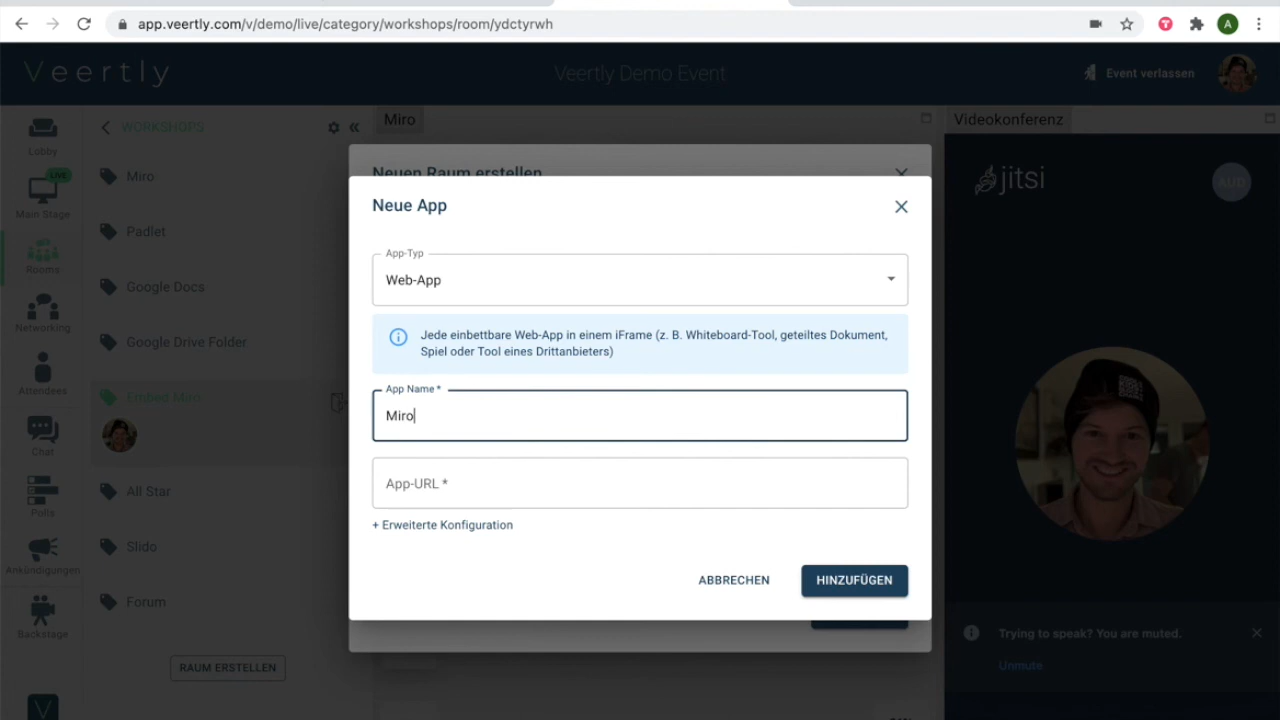 app.veertly.com/v/demo/live/category/workshops/room/ydctyrwh
A
Veertly
Veertly Demo Event
Event verlassen
Lobby
LIVE
Main Stage
Rooms
Networking
Attendees
Chat
Polls
Ankündigungen
Backstage
WORKSHOPS
Miro
Padlet
Google Docs
Google Drive Folder
Embed Miro
All Star
Slido
Forum
RAUM ERSTELLEN
Miro
Neuen Raum erstellen
Neue App
App-Typ
Web-App
Jede einbettbare Web-App in einem iFrame (z. B. Whiteboard-Tool, geteiltes Dokument,
Spiel oder Tool eines Drittanbieters)
App Name *
Miro
App-URL *
+ Erweiterte Konfiguration
ABBRECHEN
HINZUFÜGEN
Videokonferenz
jitsi
AUD
Trying to speak? You are muted.
Unmute